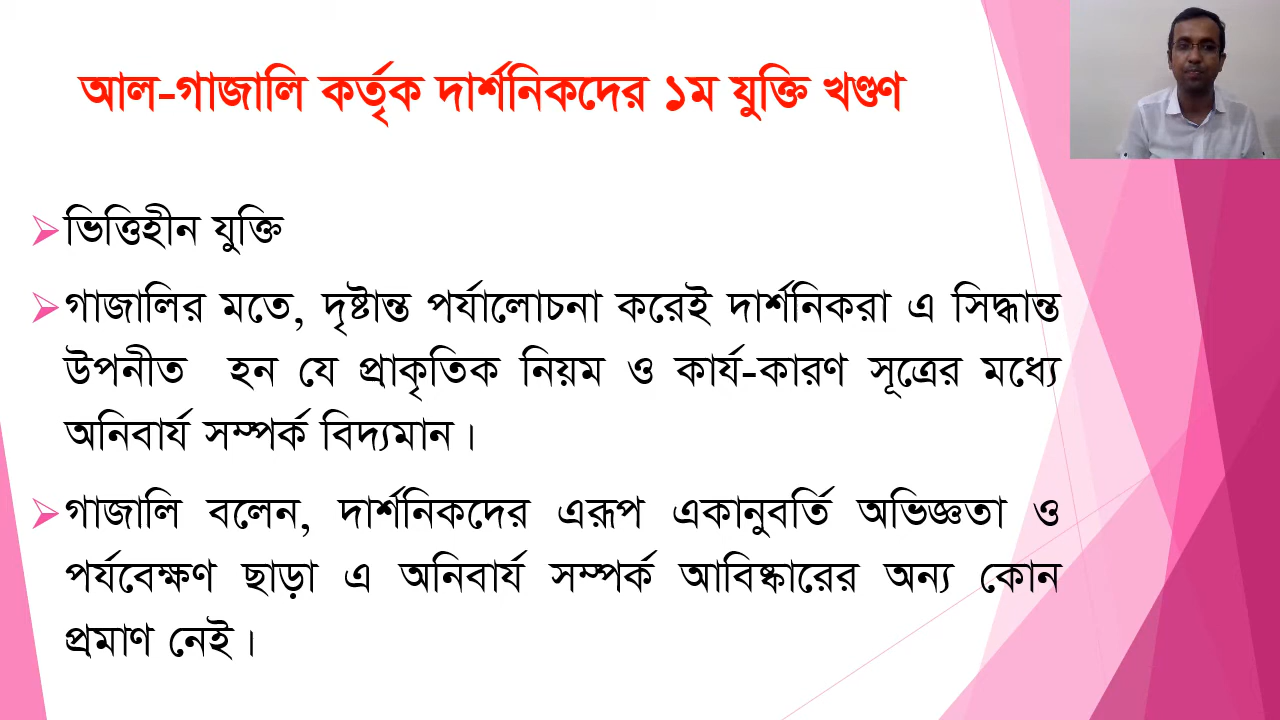 আল-গাজালি কর্তৃক দার্শনিকদের ১ম যুক্তি খণ্ডণ
ভিত্তিহীন যুক্তি
গাজালির মতে, দৃষ্টান্ত পর্যালোচনা করেই দার্শনিকরা এ সিদ্ধান্ত
উপনীত হন যে প্রাকৃতিক নিয়ম ও কার্য-কারণ সূত্রের মধ্যে
অনিবার্য সম্পর্ক বিদ্যমান।
গাজালি বলেন, দার্শনিকদের এরূপ একানুবর্তি অভিজ্ঞতা ও
পর্যবেক্ষণ ছাড়া এ অনিবার্য সম্পর্ক আবিষ্কারের অন্য কোন
প্রমাণ নেই।